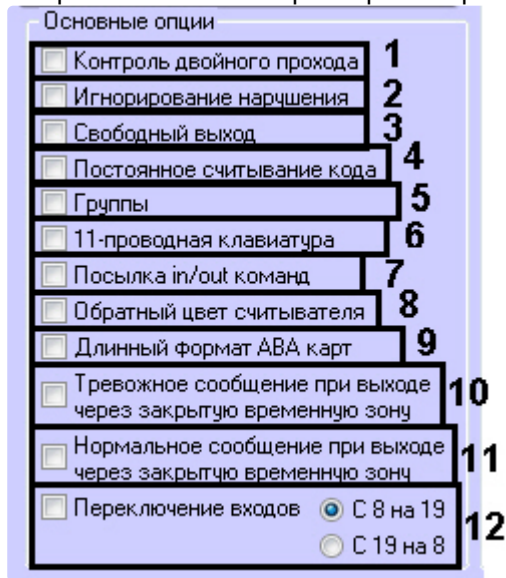 Основные опции
Контроль двойного прохода 1
Игнорирование нарушения 2
Свободный выход 3
Постоянное считывание кода 4
Группы 5
11-проводная клавиатура 6
Посылка in/out команд 7
Обратный цвет считывателя 8
Длинный формат АВА карт 9
Тревожное сообщение при выходе
через закрытую временную зону 10
Нормальное сообщение при выходе
через закрытую временную зону 11
Переключение входов С 8 на 19
С 19 на 8 12